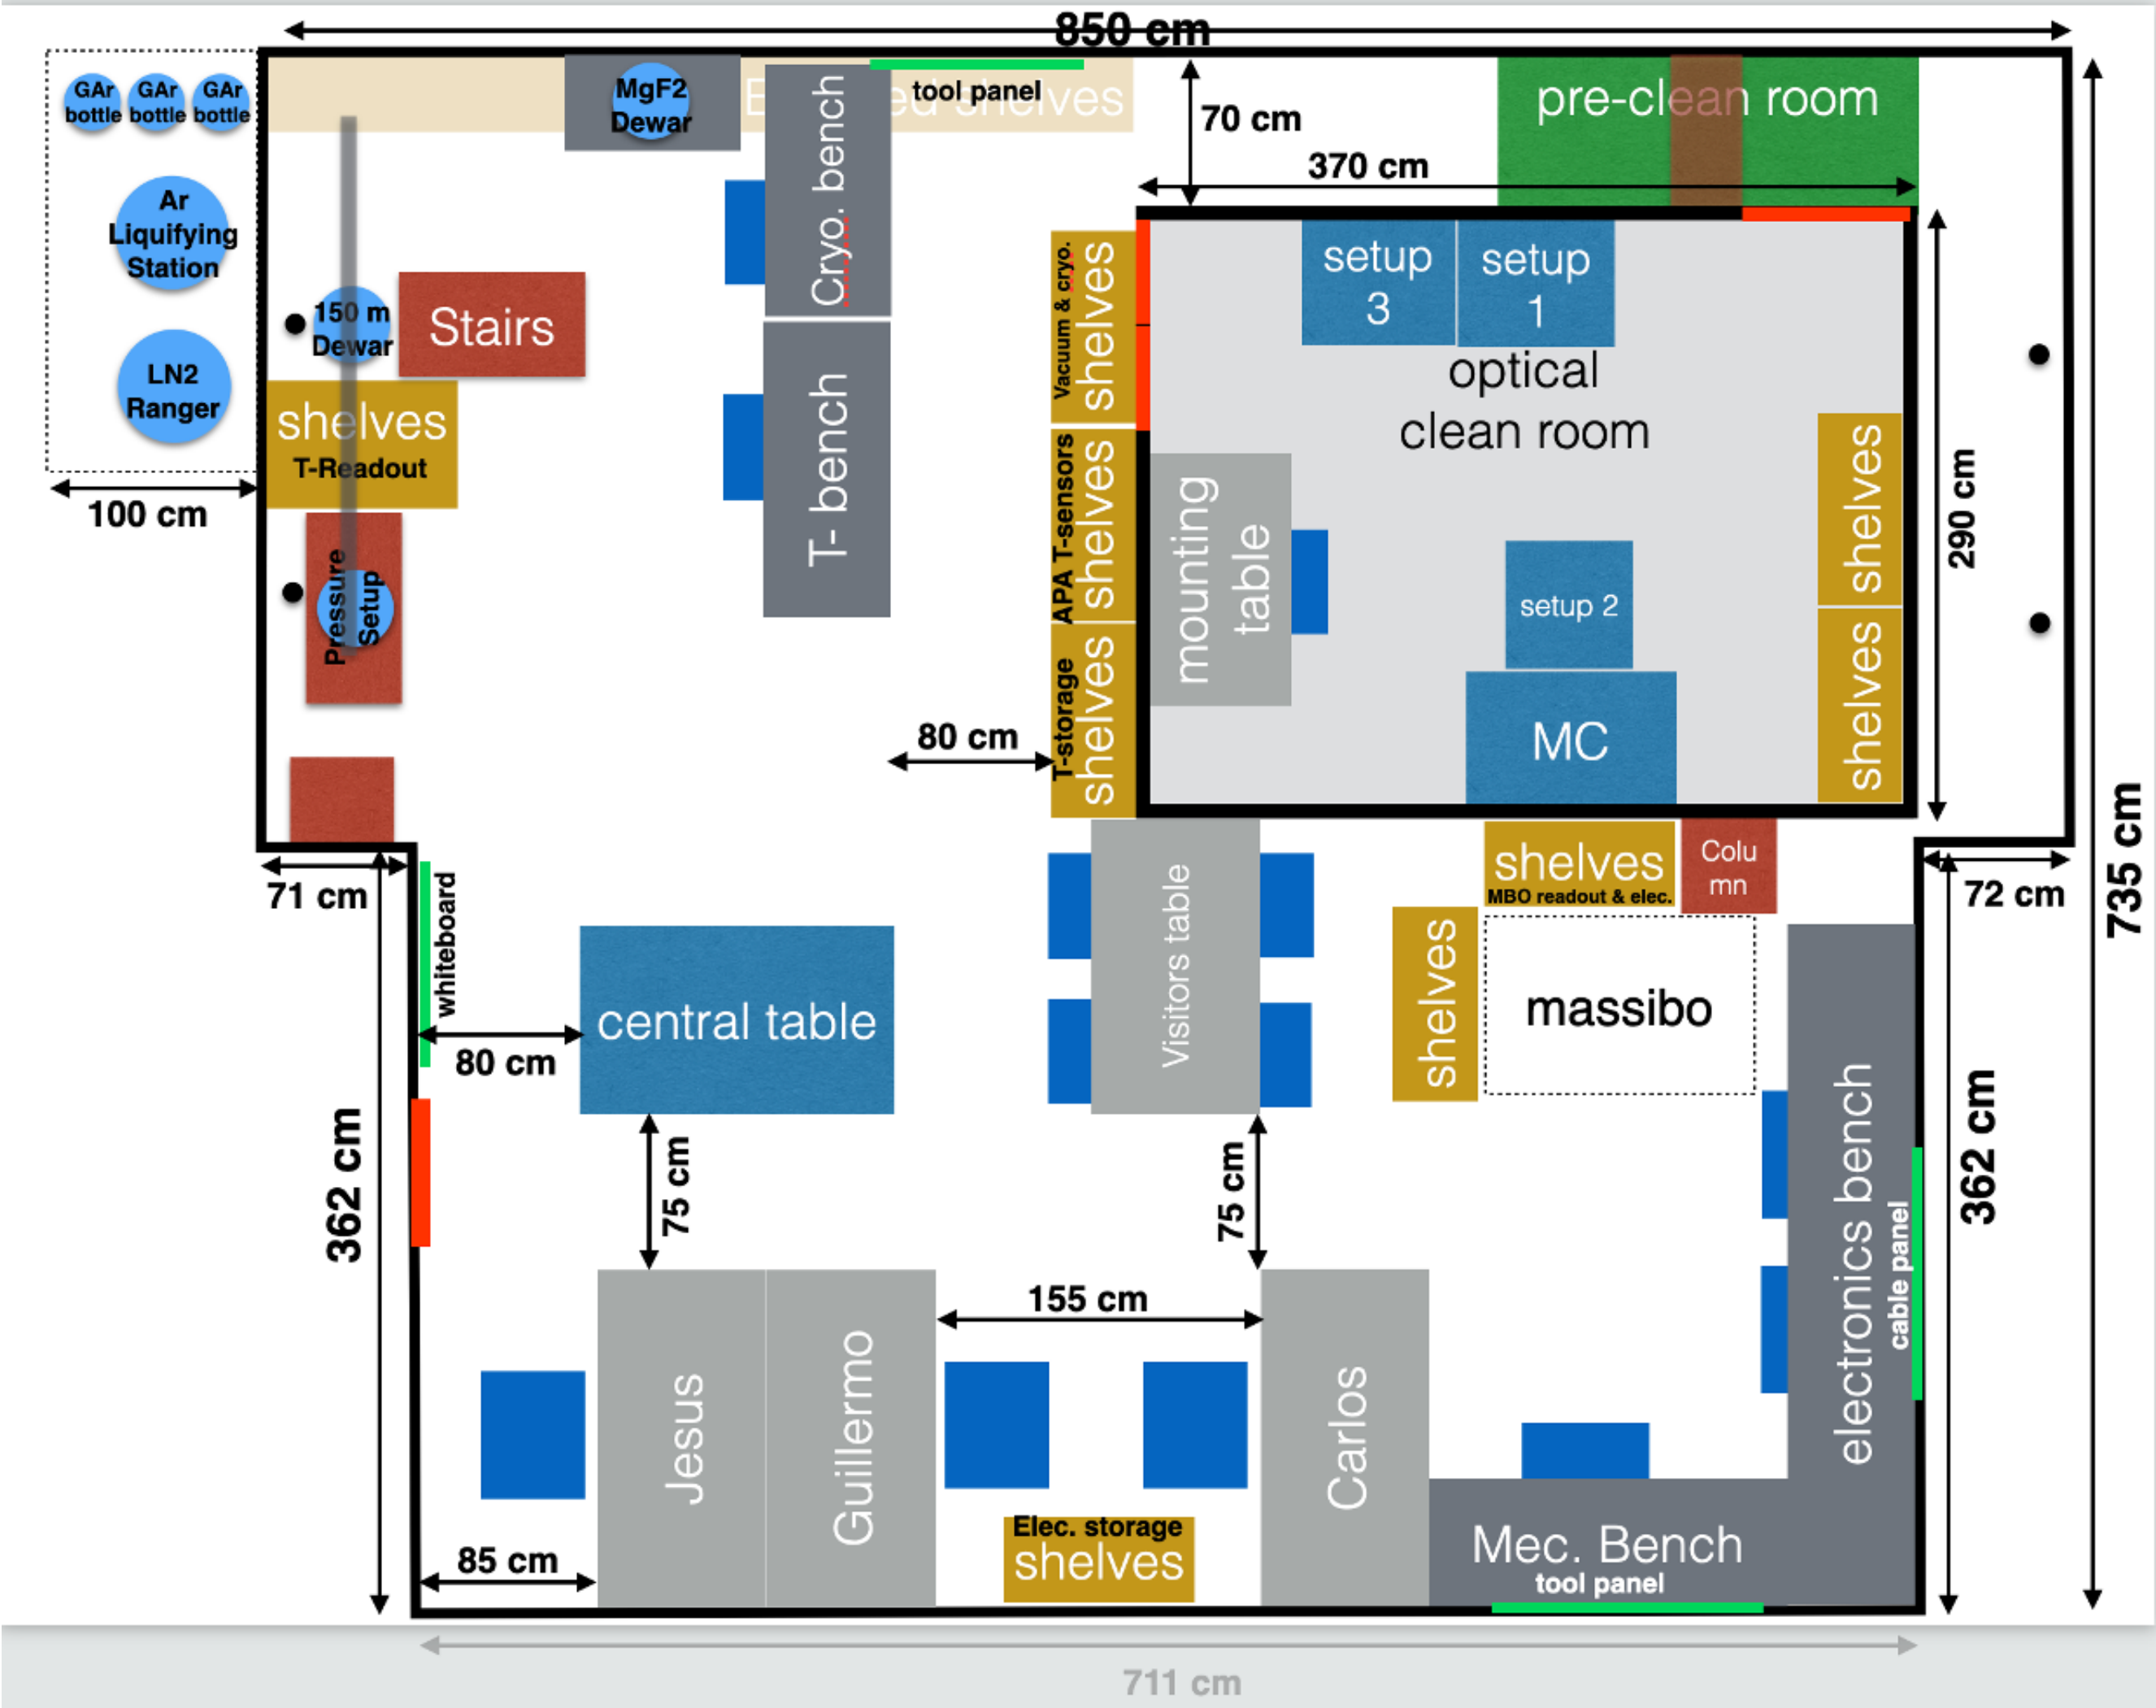 850 cm
GAr
bottle
GAr
bottle
GAr
bottle
MgF2
Dewar
tool panel
shelves
pre-clean room
70 cm
370 cm
Cryo. bench
Ar
Liquifying
Station
150 m
Dewar
Stairs
LN2
Ranger
shelves
T-Readout
100 cm
Pressure
Setup
T- bench
Vacuum & cryo.
shelves
APA T-sensors
shelves
T-storage
shelves
setup
3
setup
1
optical
clean room
mounting
table
setup 2
MC
shelves
shelves
290 cm
80 cm
735 cm
71 cm
whiteboard
80 cm
central table
Visitors table
shelves
MBO readout & elec.
Colu
mn
72 cm
shelves
massibo
362 cm
75 cm
75 cm
362 cm
electronics bench
cable panel
155 cm
Jesus
Guillermo
Carlos
Elec. storage
shelves
Mec. Bench
tool panel
85 cm
711 cm